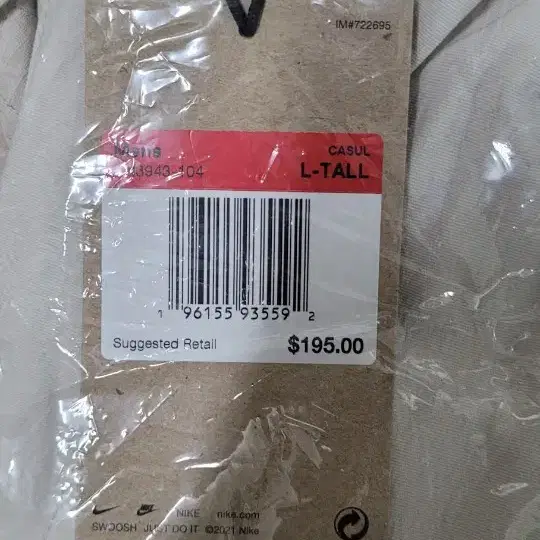 IM#722695
Mens CASUL
L-TALL
1 96155 93559 2
Suggested Retail $195.00
NIKE nike.com
SWOOSH JUST DO IT ©2021 Nike